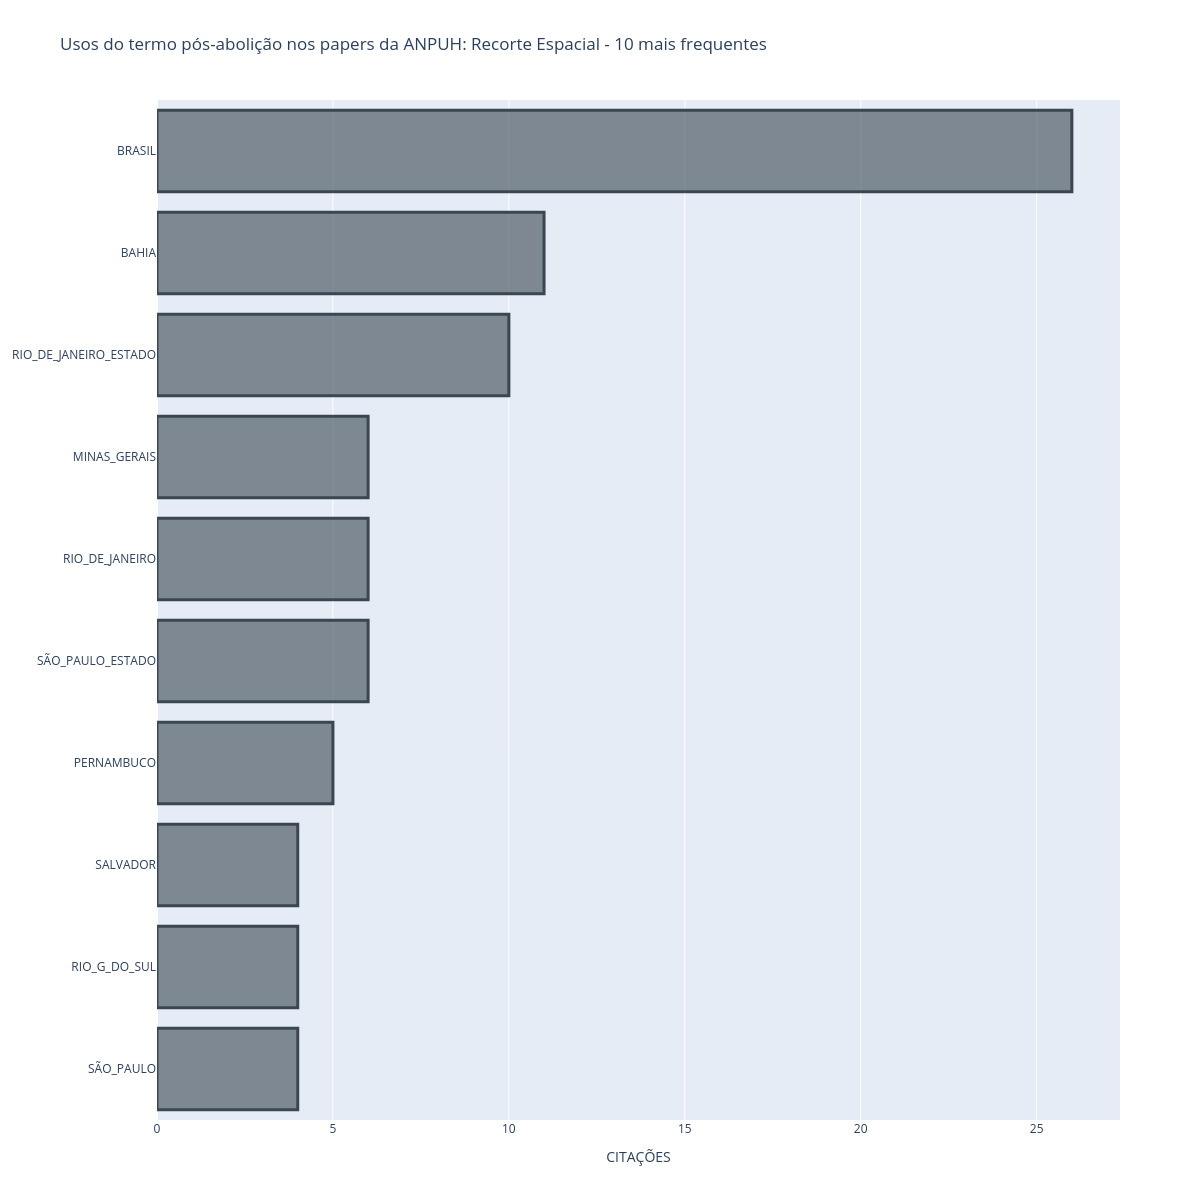 Usos do termo pós-abolição nos papers da ANPUH: Recorte Espacial - 10 mais frequentes
BRASIL
BAHIA
RIO_DE_JANEIRO_ESTADO
MINAS_GERAIS
RIO_DE_JANEIRO
SÃO_PAULO_ESTADO
PERNAMBUCO
SALVADOR
RIO_G_DO_SUL
SÃO_PAULO
0 5 10 15 20 25
CITAÇÕES